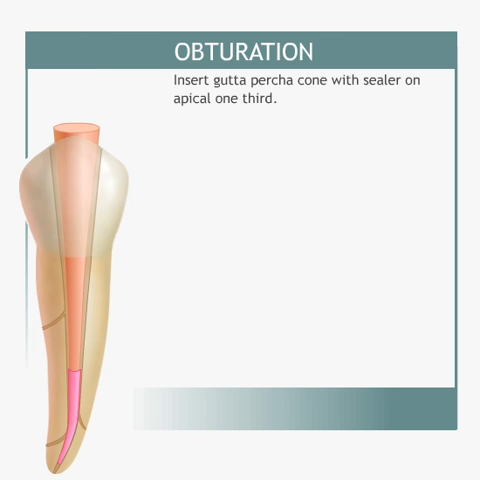 OBTURATION
Insert gutta percha cone with sealer on
apical one third.